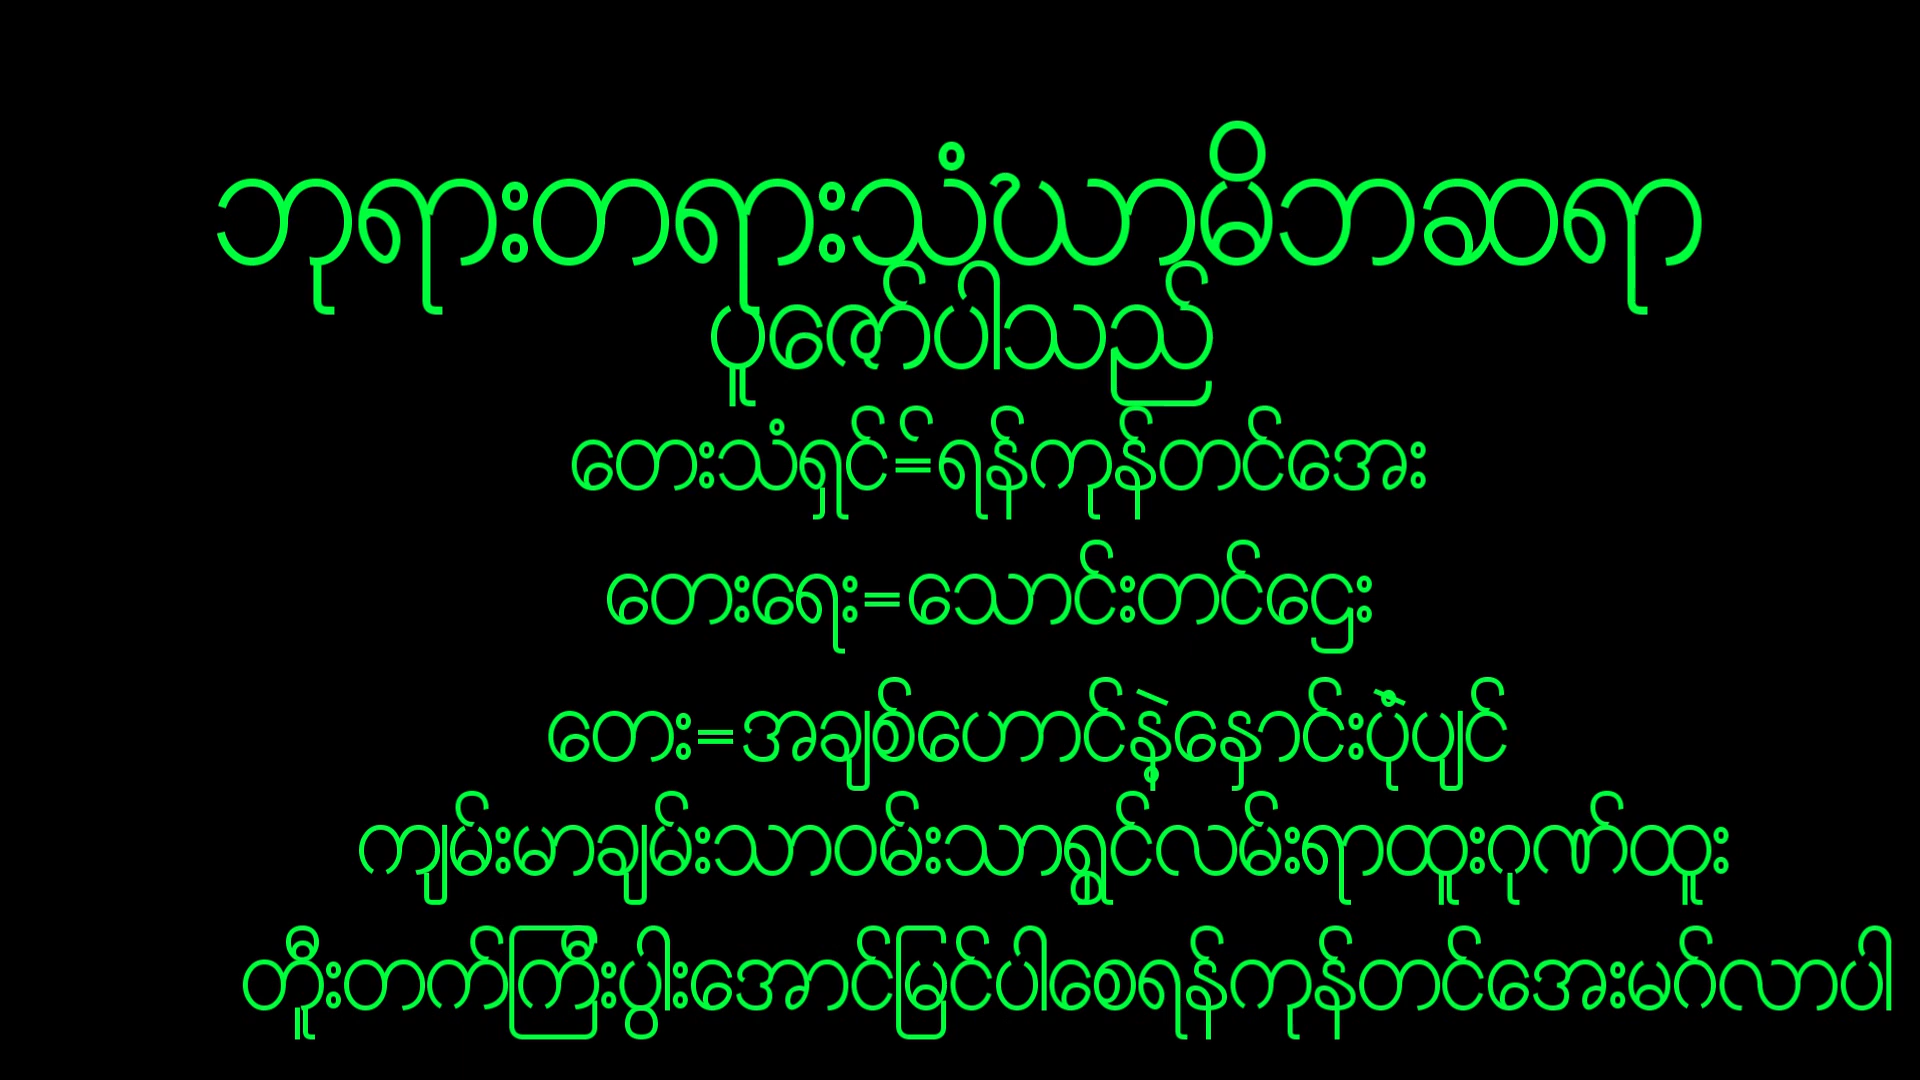 ဘုရားတရားသံဃာမိဘဆရာ
ပူဇော်ပါသည်
တေးသံရှင်=်ရန်ကုန်တင်အေး
တေးရေး=သောင်းတင်ဌေး
တေး=အချစ်ဟောင်နဲ့နှောင်းပုံပျင်
ကျမ်းမာချမ်းသာဝမ်းသာရွှင်လမ်းရာထူးဂုဏ်ထူး
တီူးတက်ကြီးပွါးအောင်မြင်ပါစေရန်ကုန်တင်အေးမဂ်လာပါ